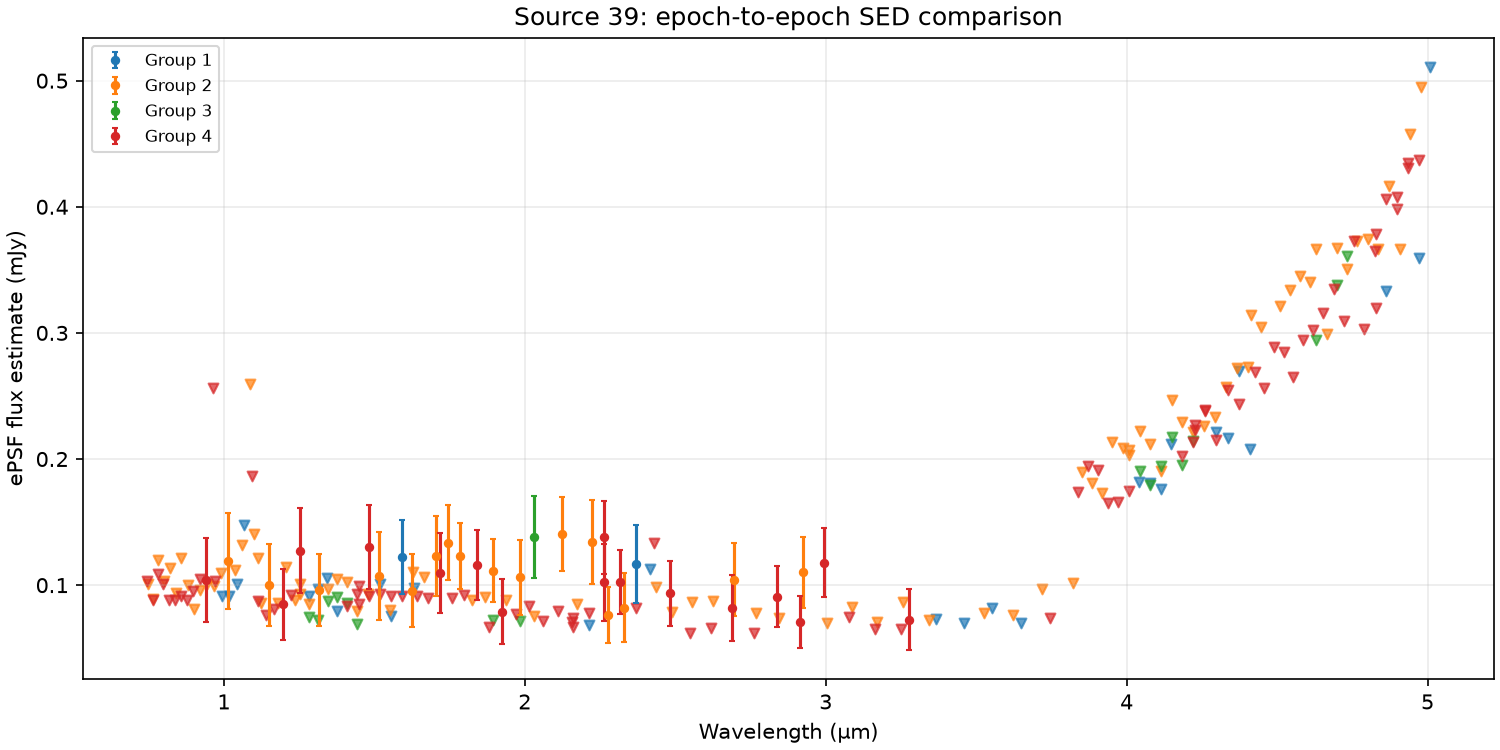 Source 39: epoch-to-epoch SED comparison
Group 1
Group 2
Group 3
Group 4
ePSF flux estimate (mJy)
0.5
0.4
0.3
0.2
0.1
1 2 3 4 5
Wavelength (μm)